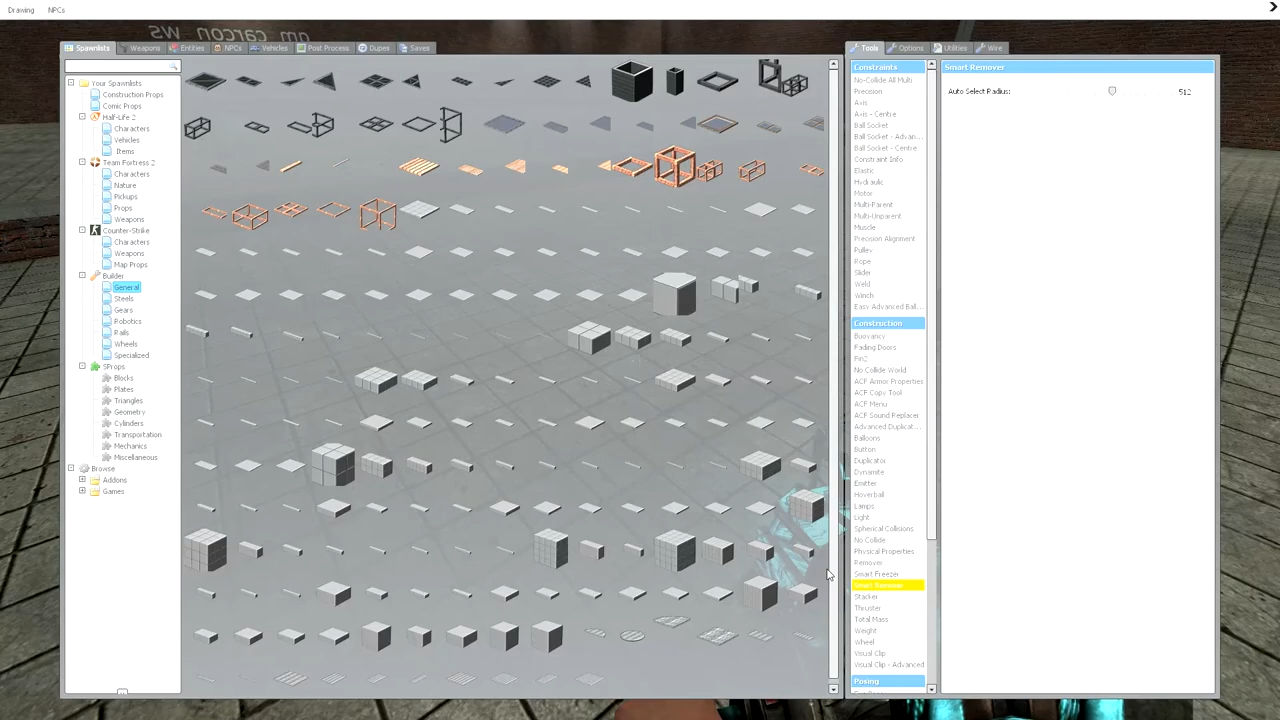 Drawing NPCs
am_carcon_ws
Spawnlists Weapons Entities NPCs Vehicles Post Process Dupes Saves
Your Spawnlists
Construction Props
Comic Props
Half-Life 2
Characters
Vehicles
Items
Team Fortress 2
Characters
Nature
Pickups
Props
Weapons
Counter-Strike
Characters
Weapons
Map Props
Builder
General
Steels
Gears
Robotics
Rails
Wheels
Specialized
SProps
Blocks
Plates
Triangles
Geometry
Cylinders
Transportation
Mechanics
Miscellaneous
Browse
Addons
Games
Tools Options Utilities Wire
Constraints
No-Collide All Multi
Precision
Axis
Axis - Centre
Ball Socket
Ball Socket - Advan...
Ball Socket - Centre
Constraint Info
Elastic
Hydraulic
Motor
Multi-Parent
Multi-Unparent
Muscle
Precision Alignment
Pulley
Rope
Slider
Weld
Winch
Easy Advanced Ball...
Construction
Buoyancy
Fading Doors
Fin2
No Collide World
ACF Armor Properties
ACF Copy Tool
ACF Menu
ACF Sound Replacer
Advanced Duplicat...
Balloons
Button
Duplicator
Dynamite
Emitter
Hoverball
Lamps
Light
Spherical Collisions
No Collide
Physical Properties
Remover
Smart Freezer
Smart Remover
Stacker
Thruster
Total Mass
Weight
Wheel
Visual Clip
Visual Clip - Advanced
Posing
Smart Remover
Auto Select Radius: 512